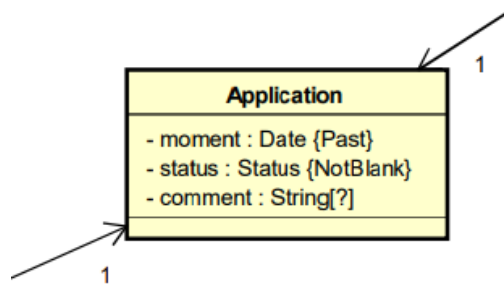 1
Application
- moment : Date {Past}
- status : Status {NotBlank}
- comment : String[?]
1